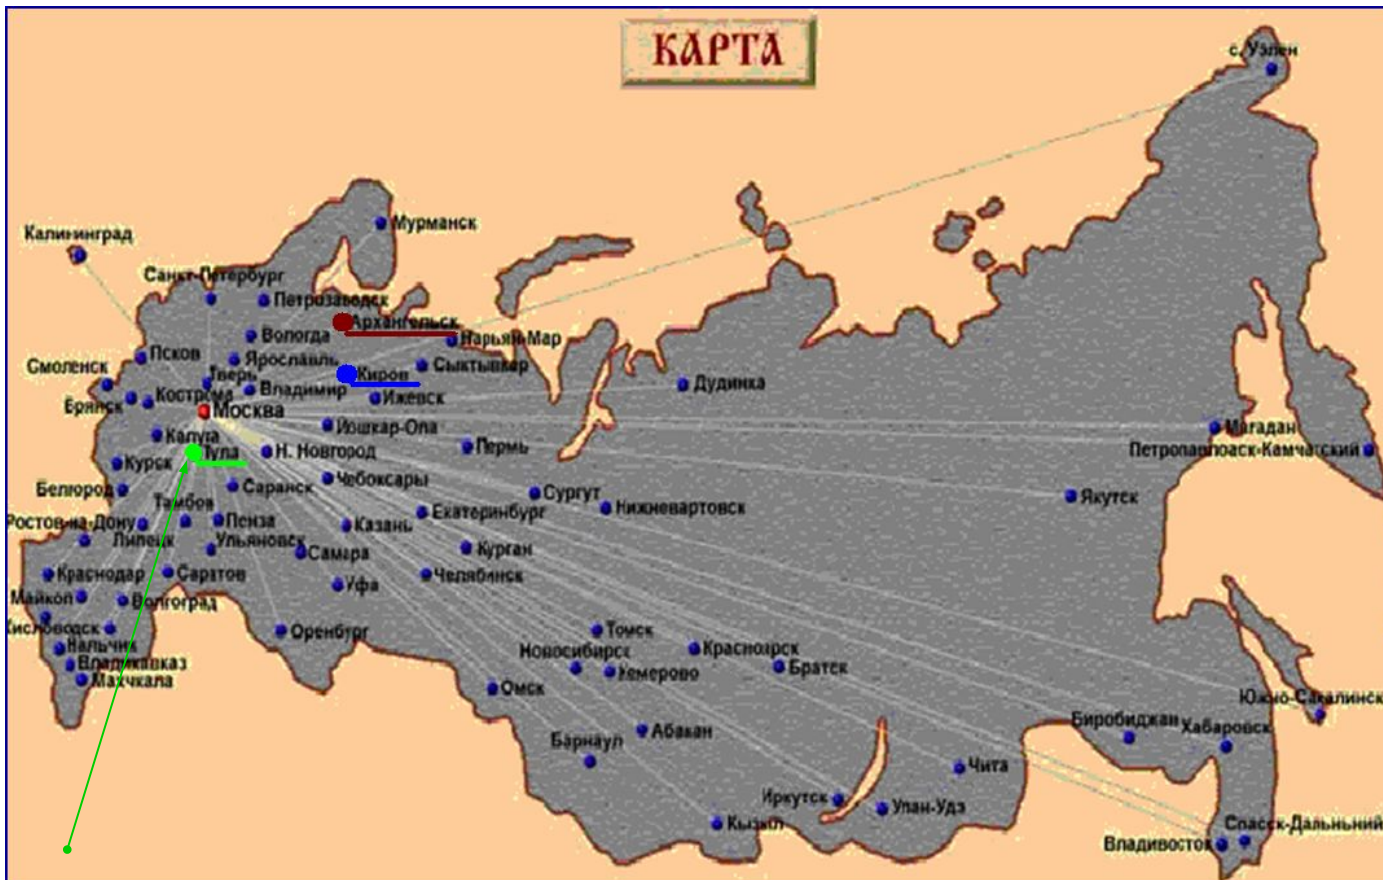 КАРТА
с. Уэлен
Мурманск
Калининград
Санкт-Петербург
Петрозаводск
Архангельск
Вологда
Нарьян-Мар
Псков
Ярославль
Смоленск
Сыктывкар
Тверь
Киров
Дудинка
Владимир
Кострома
Ижевск
Брянск
Москва
Йошкар-Ола
Магадан
Калуга
Пермь
Петропавлоаск-Камчатский
Тула
Н. Новгород
Курск
Чебоксары
Саранск
Белгород
Сургут
Якутск
Тамбов
Нижневартовск
Екатеринбург
Ростов-на-Дону
Пенза
Казань
Липецк
Ульяновск
Самара
Курган
Краснодар
Саратов
Челябинск
Уфа
Майкоп
Волгоград
Кисловодск
Оренбург
Томск
Нальчик
Красноярск
Новосибирск
Владикавказ
Кемерово
Братск
Махчкала
Омск
Южно-Сахалинск
Биробиджан
Хабаровск
Абакан
Барнаул
Чита
Иркутск
Улан-Удэ
Кызыл
Спасск-Дальньний
Владивосток